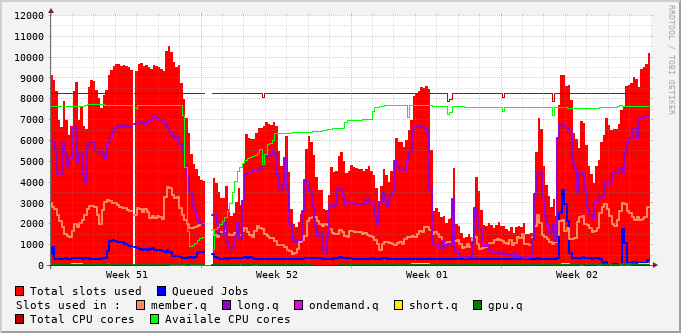 12000
11000
10000
9000
8000
7000
6000
5000
4000
3000
2000
1000
0
Week 51 Week 52 Week 01 Week 02
Total slots used Queued Jobs
Slots used in : member.q long.q ondemand.q short.q gpu.q
Total CPU cores Availale CPU cores
RRDTOOL / TOBI OETIKER